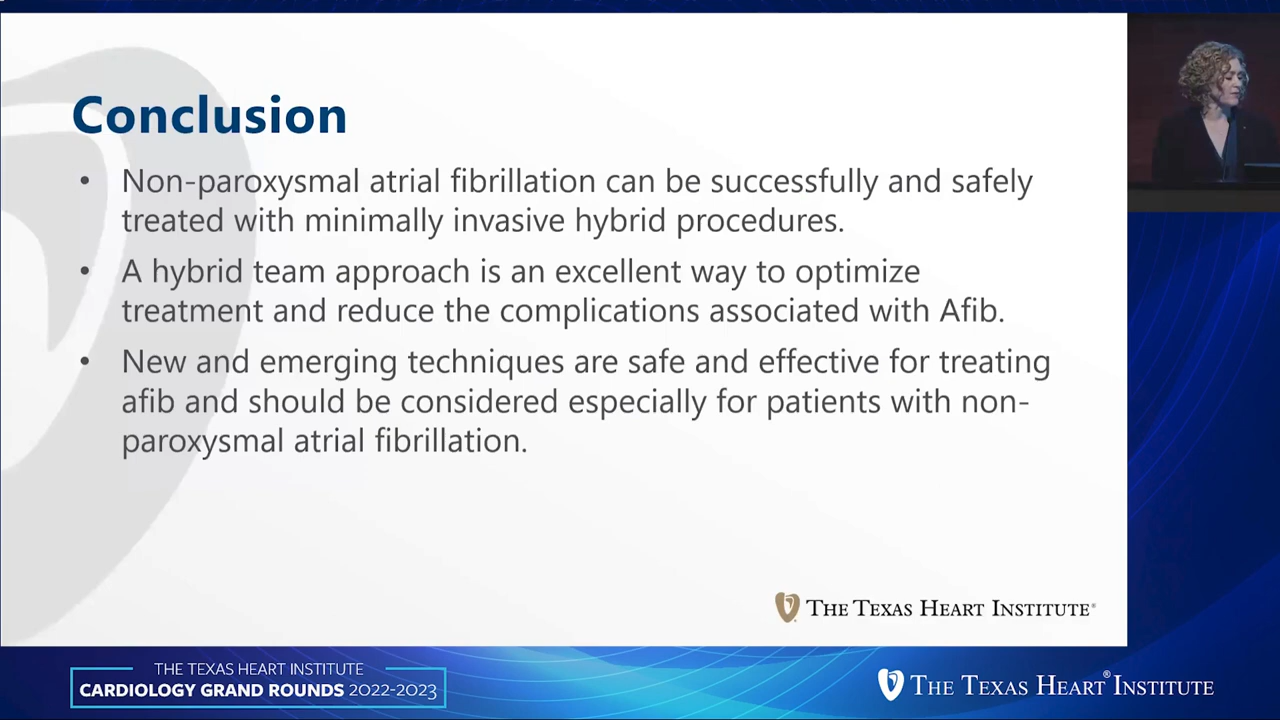 Conclusion
• Non-paroxysmal atrial fibrillation can be successfully and safely
treated with minimally invasive hybrid procedures.
• A hybrid team approach is an excellent way to optimize
treatment and reduce the complications associated with Afib.
• New and emerging techniques are safe and effective for treating
afib and should be considered especially for patients with non-
paroxysmal atrial fibrillation.
THE TEXAS HEART INSTITUTE®
THE TEXAS HEART INSTITUTE
CARDIOLOGY GRAND ROUNDS 2022-2023
THE TEXAS HEART® INSTITUTE